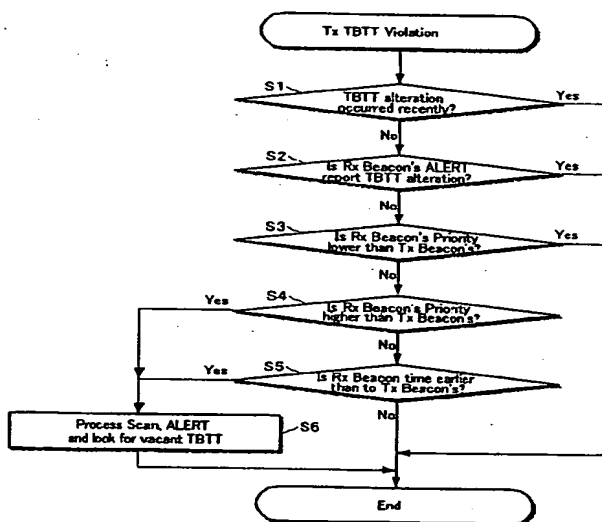 Tx TBTT Violation
S1
TBTT alteration
occurred recently?
Yes
No
S2
Is Rx Beacon's ALERT
report TBTT alteration?
Yes
No
S3
Is Rx Beacon's Priority
lower than Tx Beacon's?
Yes
No
S4
Is Rx Beacon's Priority
higher than Tx Beacon's?
Yes
No
S5
Is Rx Beacon time earlier
than to Tx Beacon's?
Yes
No
Process Scan, ALERT
and look for vacant TBTT
S6
End